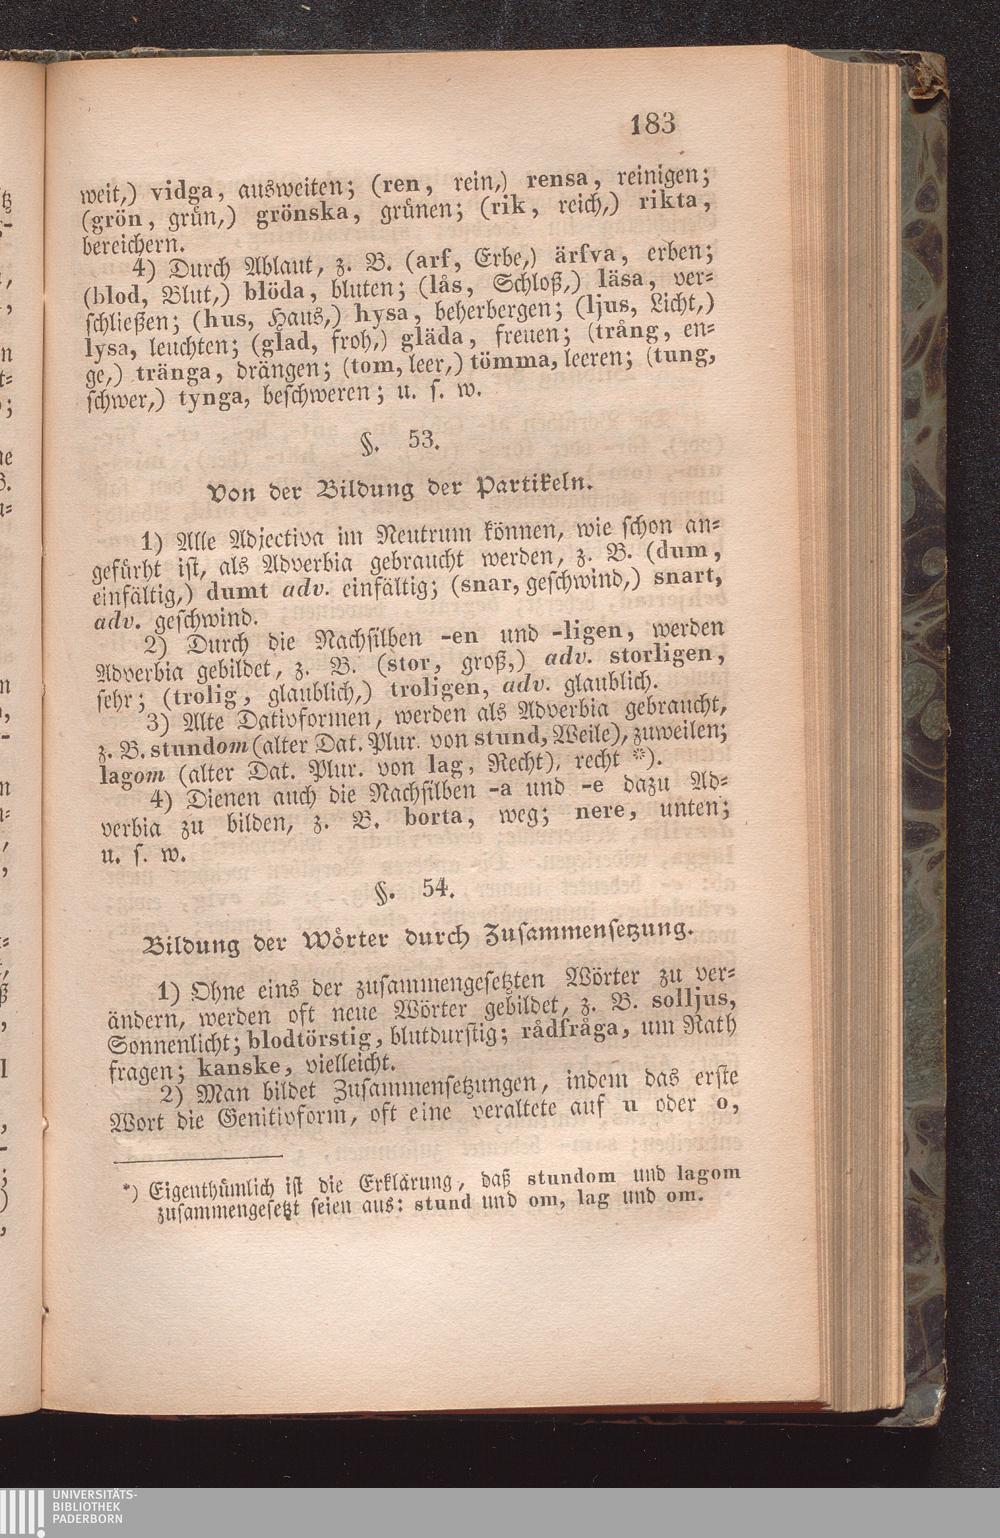 183
weit,) vidga, ausweiten; (ren, rein,) rensa, reinigen;
(grön, grün,) grönska, grünen; (rik, reich,) rikta,
bereichern.
4) Durch Ablaut, z. B. (arf, Erbe,) ärfva, erben;
(blod, Blut,) blöda, bluten; (lås, Schloß,) läsa, ver-
schließen; (hus, Haus,) hysa, beherbergen; (ljus, Licht,)
lysa, leuchten; (glad, froh,) gläda, freuen; (trång, en-
ge,) tränga, drängen; (tom, leer,) tömma, leeren; (tung,
schwer,) tynga, beschweren; u. s. w.
§. 53.
Von der Bildung der Partikeln.
1) Alle Adjectiva im Neutrum können, wie schon an-
gefürht ist, als Adverbia gebraucht werden, z. B. (dum,
einfältig,) dumt adv. einfältig; (snar, geschwind,) snart,
adv. geschwind.
2) Durch die Nachsilben -en und -ligen, werden
Adverbia gebildet, z. B. (stor, groß,) adv. storligen,
sehr; (trolig, glaublich,) troligen, adv. glaublich.
3) Alte Dativformen, werden als Adverbia gebraucht,
z. B. stundom (alter Dat. Plur. von stund, Weile), zuweilen;
lagom (alter Dat. Plur. von lag, Recht), recht *).
4) Dienen auch die Nachsilben -a und -e dazu Ad-
verbia zu bilden, z. B. borta, weg; nere, unten;
u. s. w.
§. 54.
Bildung der Wörter durch Zusammensetzung.
1) Ohne eins der zusammengesetzten Wörter zu ver-
ändern, werden oft neue Wörter gebildet, z. B. solljus,
Sonnenlicht; blodtörstig, blutdurstig; rådfråga, um Rath
fragen; kanske, vielleicht.
2) Man bildet Zusammensetzungen, indem das erste
Wort die Genitivform, oft eine veraltete auf u oder o,
*) Eigenthümlich ist die Erklärung, daß stundom und lagom
zusammengesetzt seien aus: stund und om, lag und om.
UNIVERSITÄTS-
BIBLIOTHEK
PADERBORN